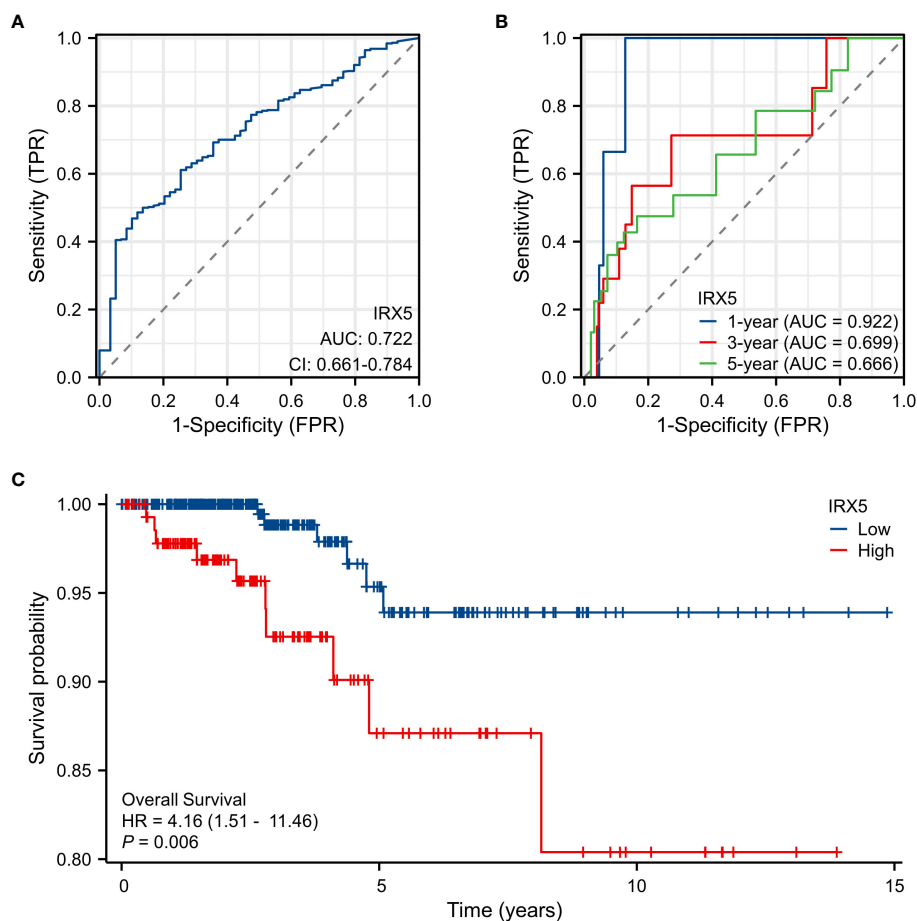 A
1.0
0.8
0.6
0.4
0.2
0.0
Sensitivity (TPR)
IRX5
AUC: 0.722
CI: 0.661-0.784
0.0 0.2 0.4 0.6 0.8 1.0
1-Specificity (FPR)
B
1.0
0.8
0.6
0.4
0.2
0.0
Sensitivity (TPR)
IRX5
1-year (AUC = 0.922)
3-year (AUC = 0.699)
5-year (AUC = 0.666)
0.0 0.2 0.4 0.6 0.8 1.0
1-Specificity (FPR)
C
1.00
0.95
0.90
0.85
0.80
Survival probability
IRX5
Low
High
Overall Survival
HR = 4.16 (1.51 - 11.46)
P = 0.006
0 5 10 15
Time (years)